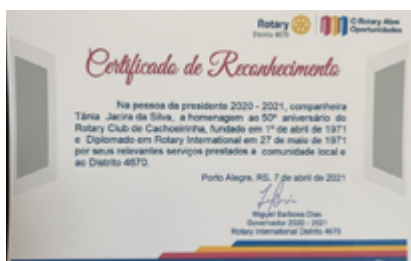 Rotary
Distrito 4670
O Rotary Abre
Oportunidades
Certificado de Reconhecimento
Na pessoa da presidente 2020 - 2021, companheira
Tânia Jacira da Silva, a homenagem ao 50º aniversário do
Rotary Club de Cachoeirinha, fundado em 1º de abril de 1971
e Diplomado em Rotary International em 27 de maio de 1971
por seus relevantes serviços prestados a comunidade local e
ao Distrito 4670.
Porto Alegre, RS, 7 de abril de 2021
Miguel Barbosa Dias
Governador 2020 - 2021
Rotary International Distrito 4670